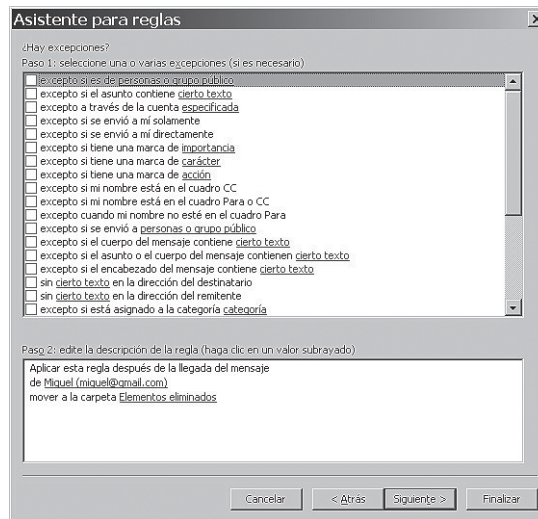 Asistente para reglas
¿Hay excepciones?
Paso 1: seleccione una o varias excepciones (si es necesario)
excepto si es de personas o grupo público
excepto si el asunto contiene cierto texto
excepto a través de la cuenta especificada
excepto si se envió a mí solamente
excepto si se envió a mí directamente
excepto si tiene una marca de importancia
excepto si tiene una marca de carácter
excepto si tiene una marca de acción
excepto si mi nombre está en el cuadro CC
excepto si mi nombre está en el cuadro Para o CC
excepto cuando mi nombre no esté en el cuadro Para
excepto si se envió a personas o grupo público
excepto si el cuerpo del mensaje contiene cierto texto
excepto si el asunto o el cuerpo del mensaje contienen cierto texto
excepto si el encabezado del mensaje contiene cierto texto
sin cierto texto en la dirección del destinatario
sin cierto texto en la dirección del remitente
excepto si está asignado a la categoría categoría
Paso 2: edite la descripción de la regla (haga clic en un valor subrayado)
Aplicar esta regla después de la llegada del mensaje
de Miguel (miguel@gmail.com)
mover a la carpeta Elementos eliminados
Cancelar < Atrás Siguiente > Finalizar